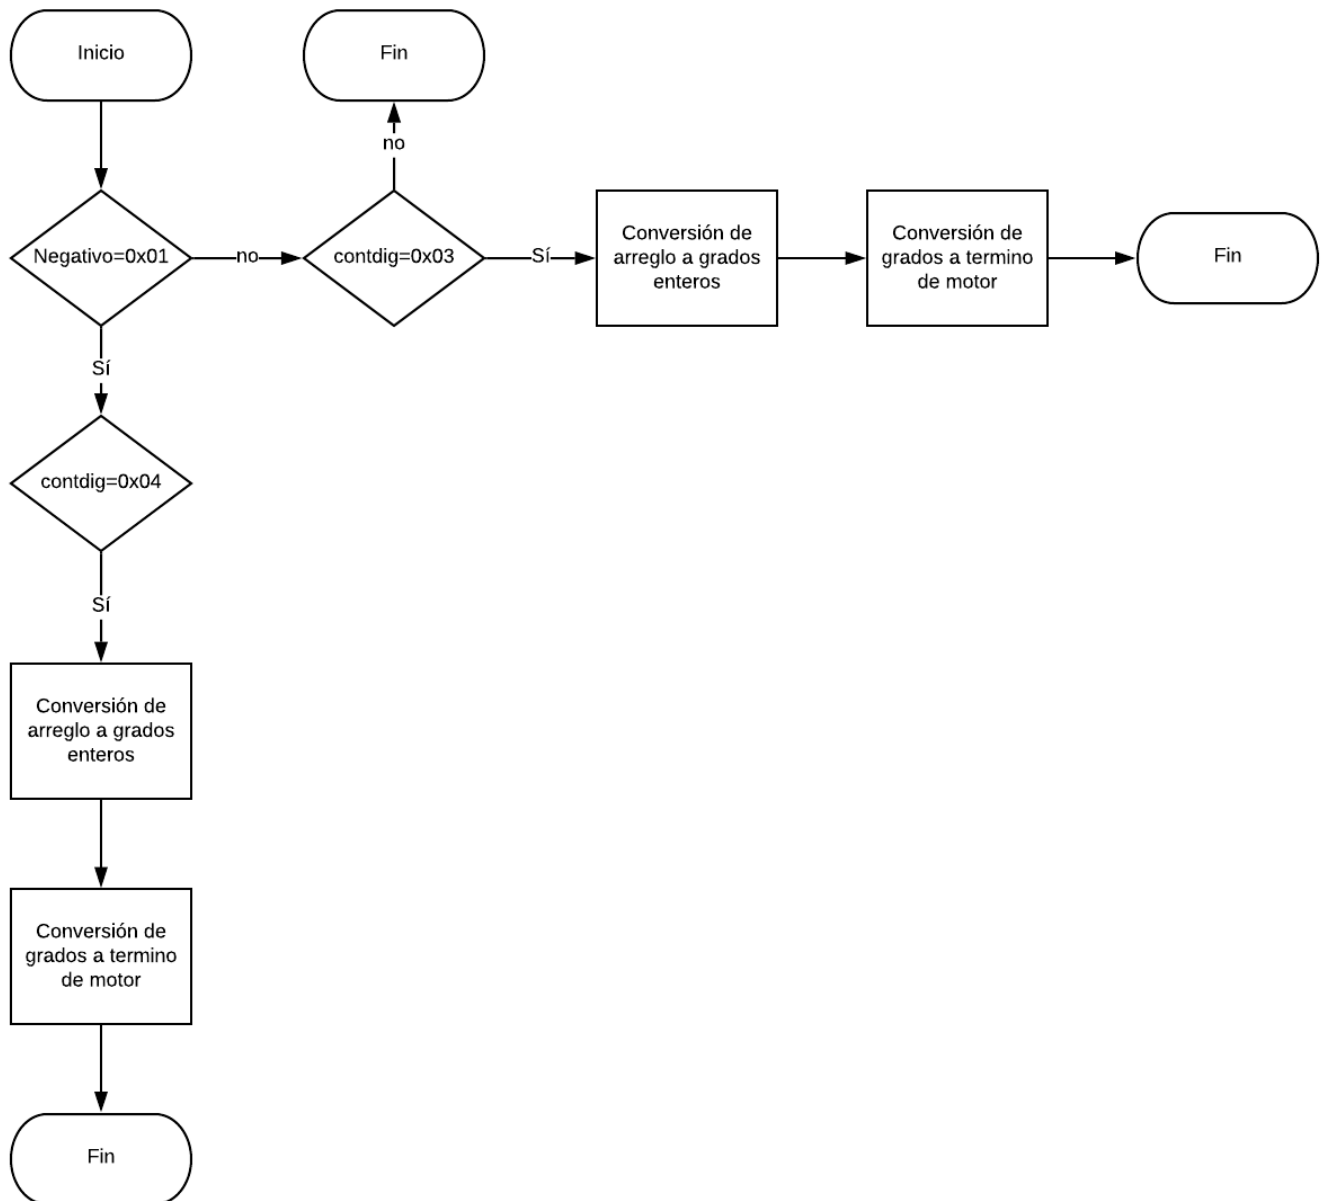 Inicio
Fin
no
Negativo=0x01
no
contdig=0x03
Sí
Conversión de
arreglo a grados
enteros
Conversión de
grados a termino
de motor
Fin
Sí
contdig=0x04
Sí
Conversión de
arreglo a grados
enteros
Conversión de
grados a termino
de motor
Fin